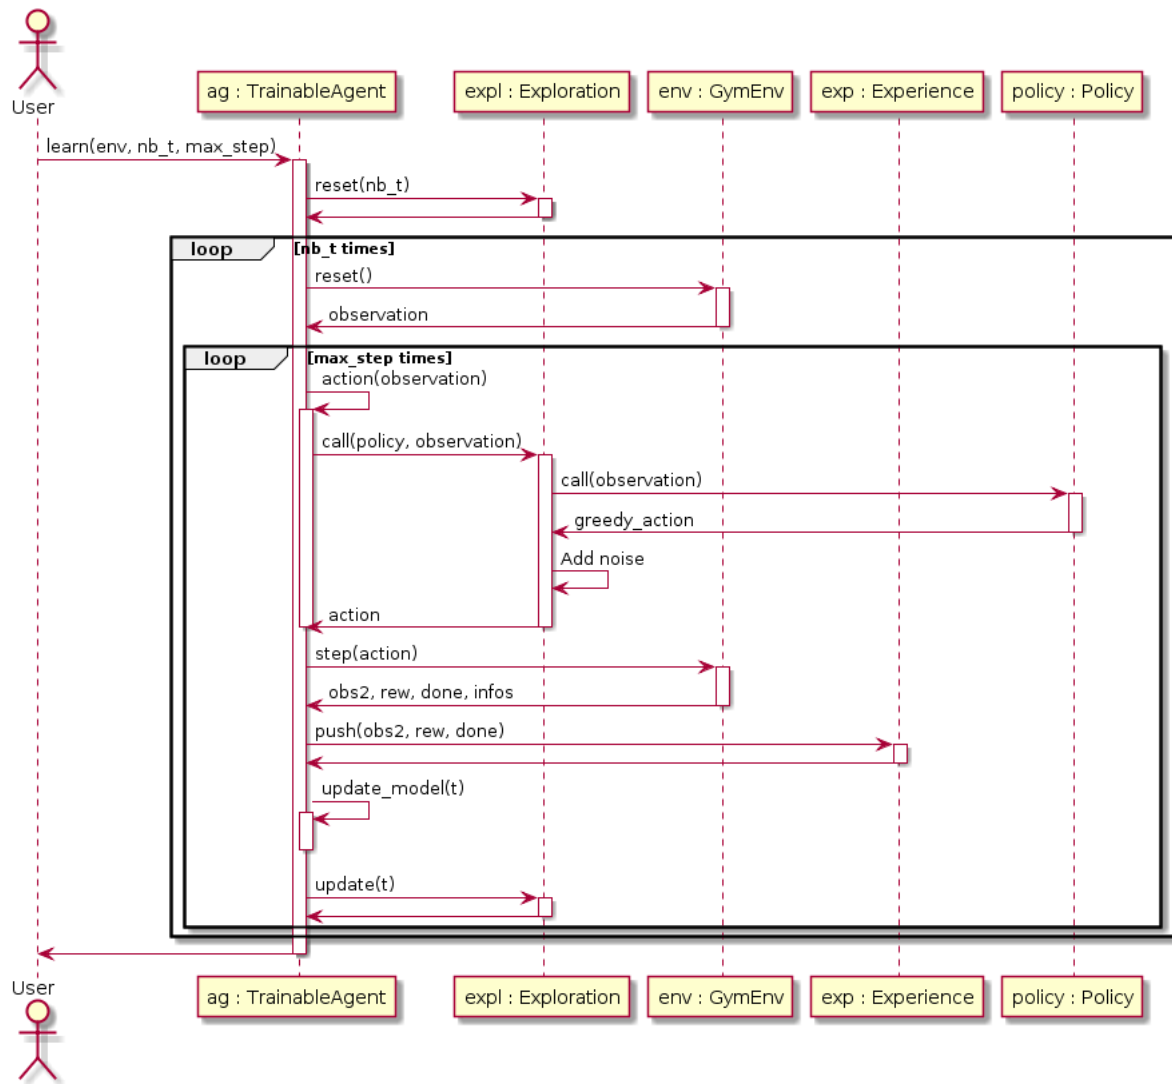 User
ag : TrainableAgent
expl : Exploration
env : GymEnv
exp : Experience
policy : Policy
learn(env, nb_t, max_step)
reset(nb_t)
loop
[nb_t times]
reset()
observation
loop
[max_step times]
action(observation)
call(policy, observation)
call(observation)
greedy_action
Add noise
action
step(action)
obs2, rew, done, infos
push(obs2, rew, done)
update_model(t)
update(t)
User
ag : TrainableAgent
expl : Exploration
env : GymEnv
exp : Experience
policy : Policy